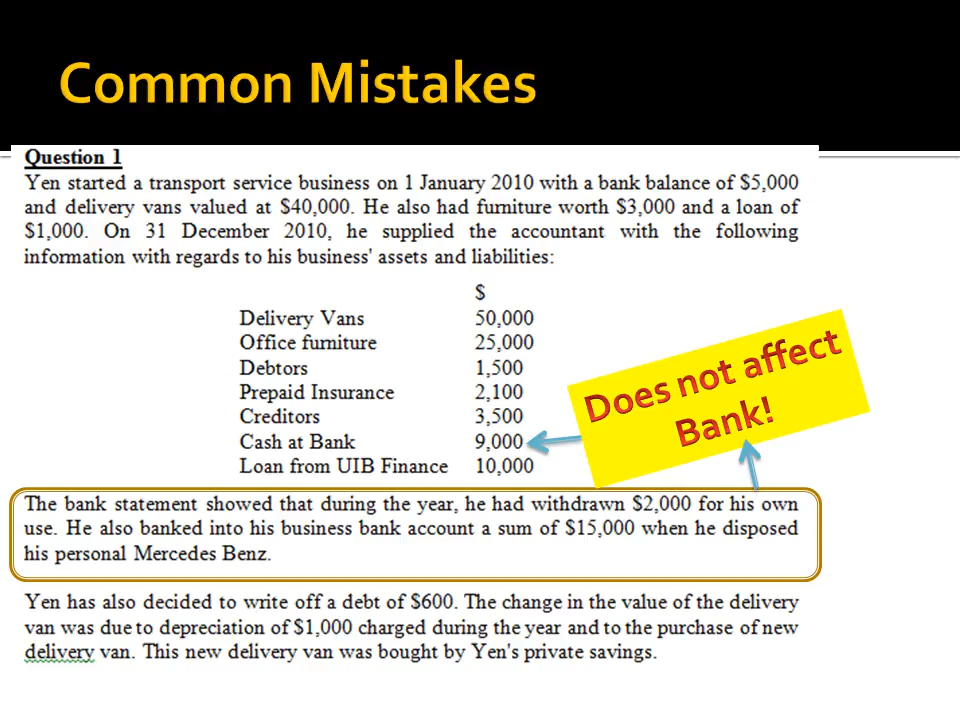 Common Mistakes
Question 1
Yen started a transport service business on 1 January 2010 with a bank balance of $5,000
and delivery vans valued at $40,000. He also had furniture worth $3,000 and a loan of
$1,000. On 31 December 2010, he supplied the accountant with the following
information with regards to his business' assets and liabilities:
$
Delivery Vans 50,000
Office furniture 25,000
Debtors 1,500
Prepaid Insurance 2,100
Creditors 3,500
Cash at Bank 9,000
Loan from UIB Finance 10,000
Does not affect
Bank!
The bank statement showed that during the year, he had withdrawn $2,000 for his own
use. He also banked into his business bank account a sum of $15,000 when he disposed
his personal Mercedes Benz.
Yen has also decided to write off a debt of $600. The change in the value of the delivery
van was due to depreciation of $1,000 charged during the year and to the purchase of new
delivery van. This new delivery van was bought by Yen's private savings.